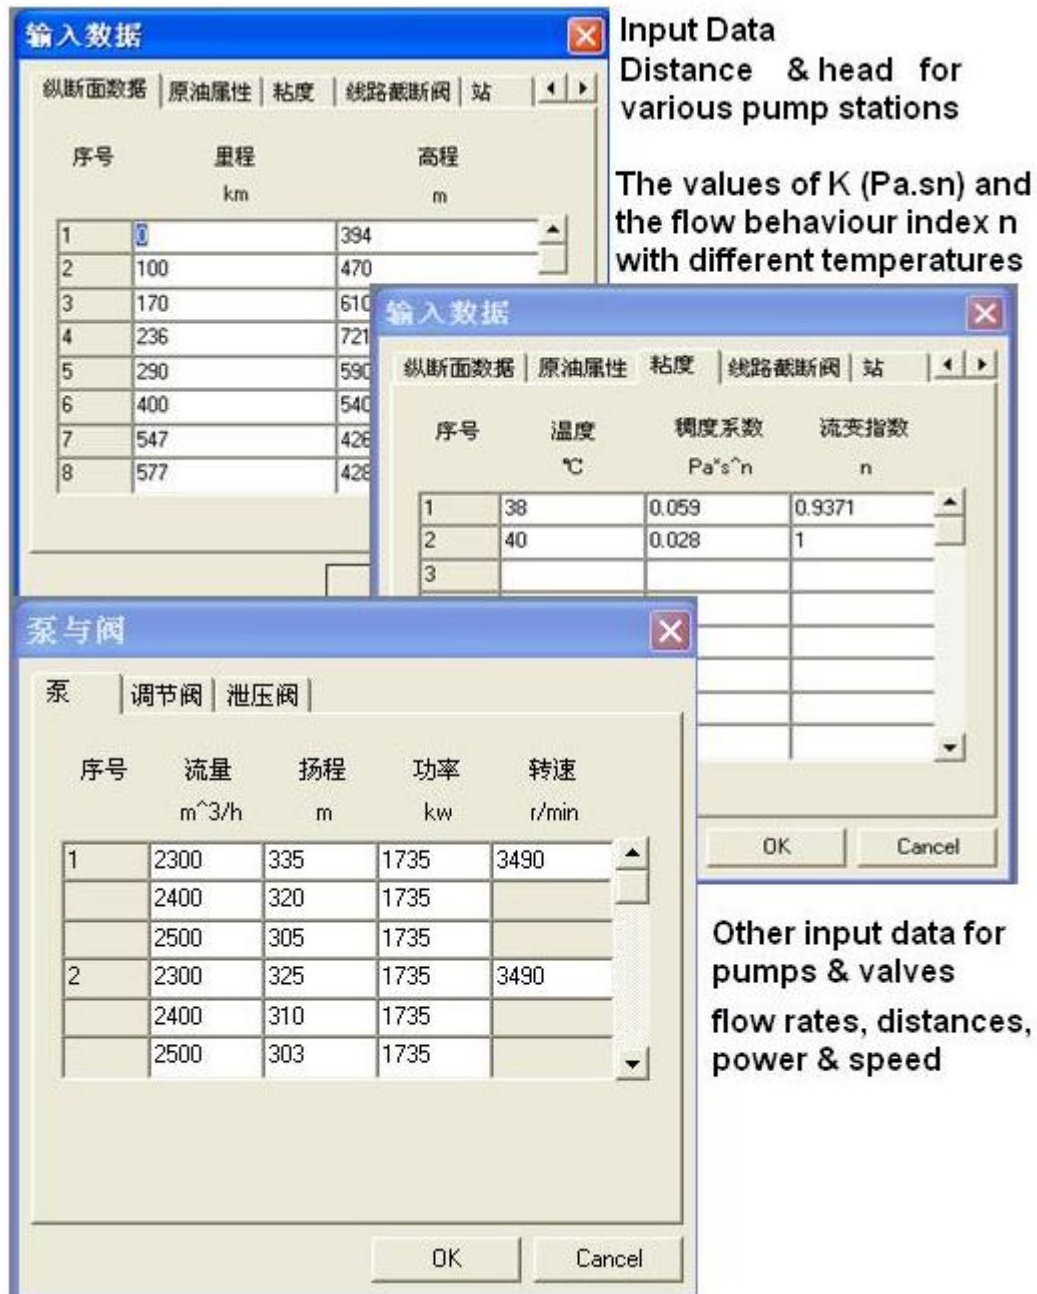 输入数据
Input Data
Distance & head for
various pump stations
纵断面数据 原油属性 粘度 线路截断阀 站
序号 里程 高程
km m
1 0 394
2 100 470
3 170 610
4 236 721
5 290 590
6 400 540
7 547 426
8 577 428
The values of K (Pa.sn) and
the flow behaviour index n
with different temperatures
输入数据
纵断面数据 原油属性 粘度 线路截断阀 站
序号 温度 稠度系数 流变指数
℃ Pa*s^n n
1 38 0.059 0.9371
2 40 0.028 1
3
OK Cancel
泵与阀
泵 调节阀 泄压阀
序号 流量 扬程 功率 转速
m^3/h m kw r/min
1 2300 335 1735 3490
2400 320 1735
2500 305 1735
2 2300 325 1735 3490
2400 310 1735
2500 303 1735
OK Cancel
Other input data for
pumps & valves
flow rates, distances,
power & speed